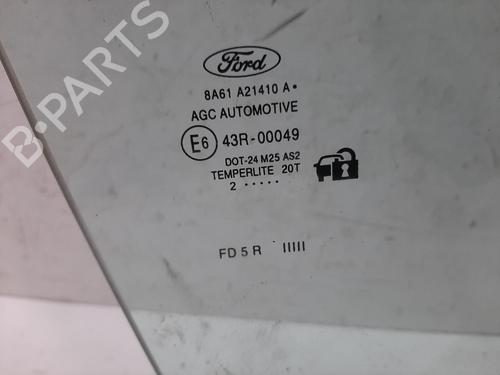 B-PARTS
Ford
8A61 A21410 A•
AGC AUTOMOTIVE
E6 43R-00049
DOT-24 M25 AS2
TEMPERLITE 20T
2 •••••
FD 5 R IIIII